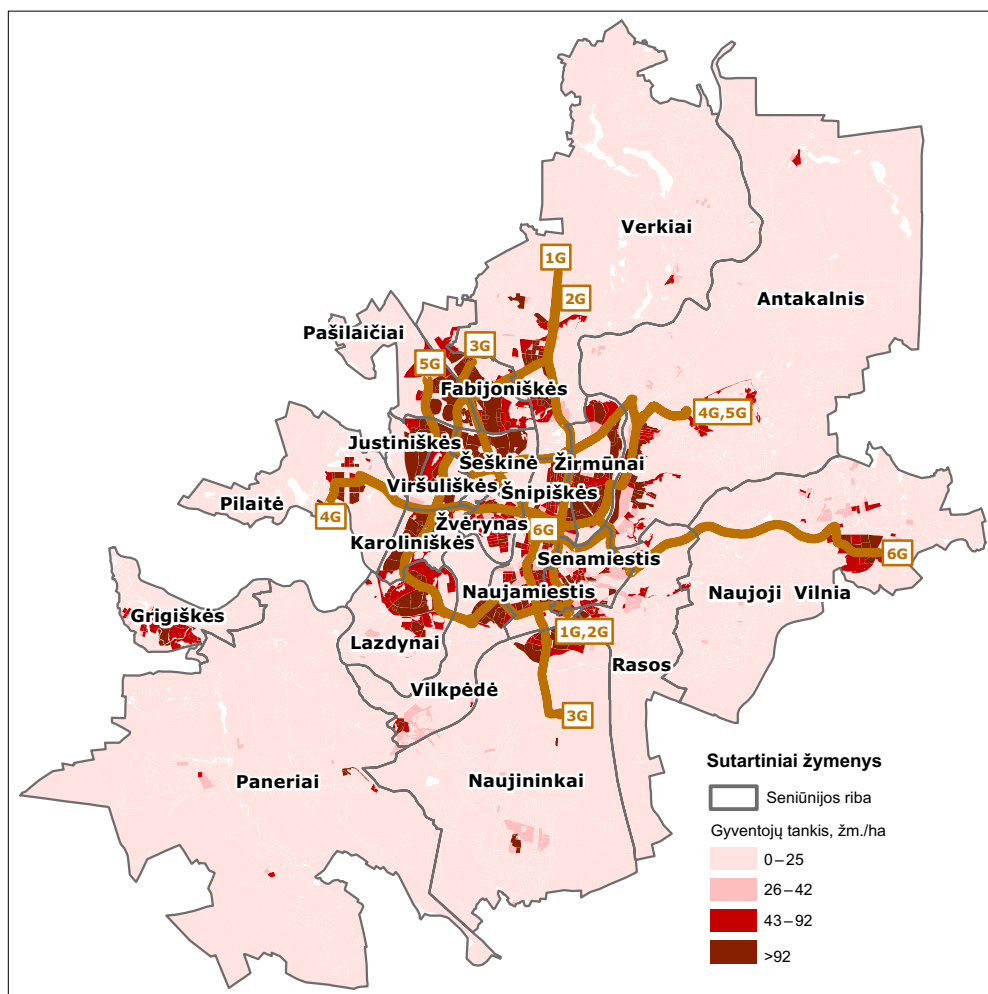 Verkiai
1G
2G
Antakalnis
Pašilaičiai
3G
5G
Fabijoniškės
4G,5G
Justiniškės
Šeškinė
Žirmūnai
Viršuliškės
Šnipiškės
Pilaitė
4G
Žvėrynas
6G
Karoliniškės
Senamiestis
6G
Naujoji Vilnia
Naujamiestis
Grigiškės
1G,2G
Lazdynai
Rasos
Vilkpėdė
3G
Paneriai
Naujininkai
Sutartiniai žymenys
Seniūnijos riba
Gyventojų tankis, žm./ha
0–25
26–42
43–92
>92